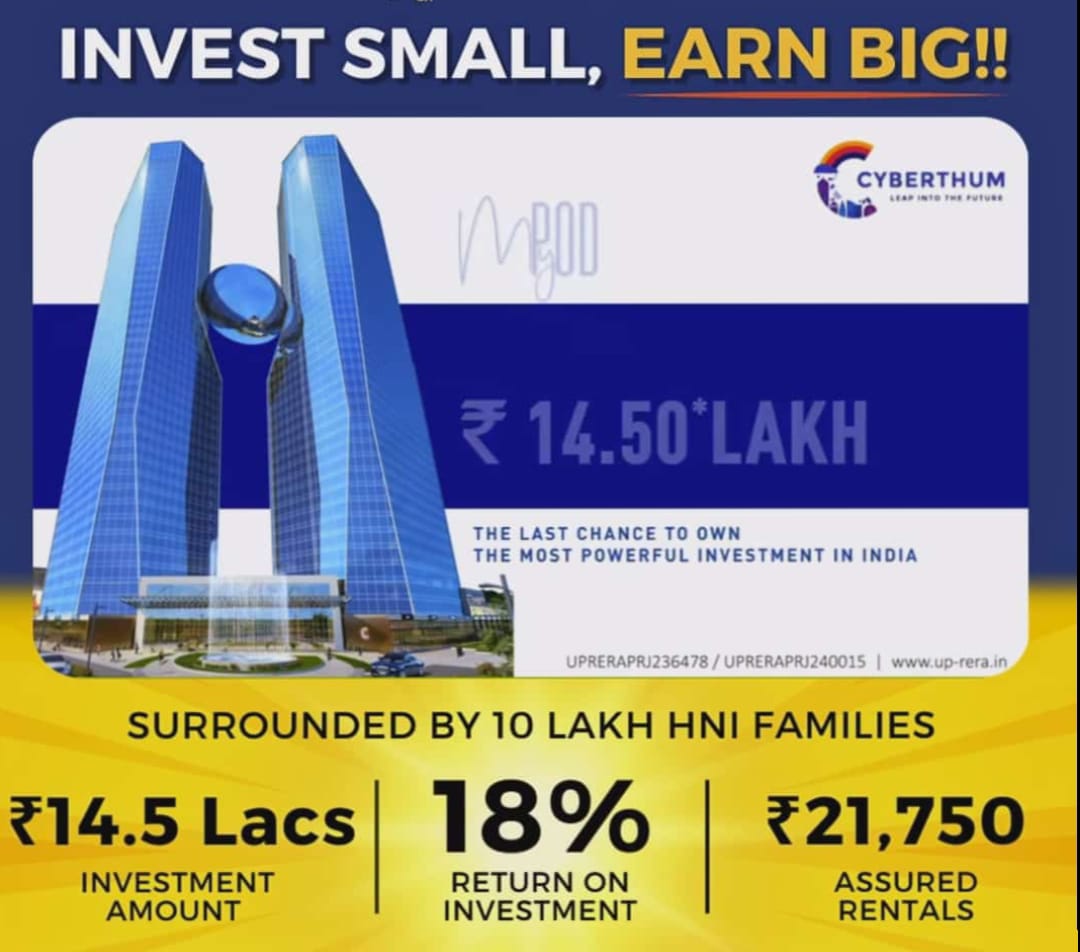 INVEST SMALL, EARN BIG!!
CYBERTHUM
LEAP INTO THE FUTURE
MyPOD
₹ 14.50*LAKH
THE LAST CHANCE TO OWN
THE MOST POWERFUL INVESTMENT IN INDIA
C
UPRERAPRJ236478 / UPRERAPRJ240015 | www.up-rera.in
SURROUNDED BY 10 LAKH HNI FAMILIES
₹14.5 Lacs
INVESTMENT
AMOUNT
18%
RETURN ON
INVESTMENT
₹21,750
ASSURED
RENTALS